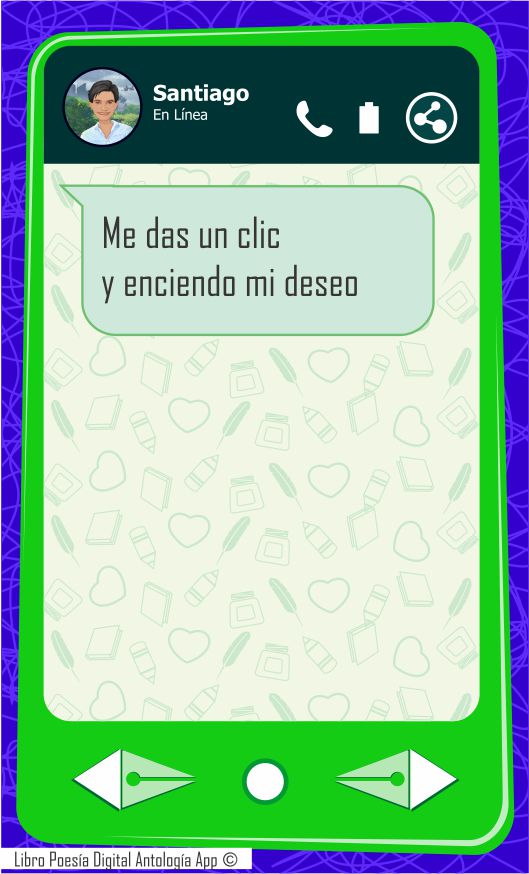 Santiago
En Línea
Me das un clic
y enciendo mi deseo
Libro Poesía Digital Antología App ©